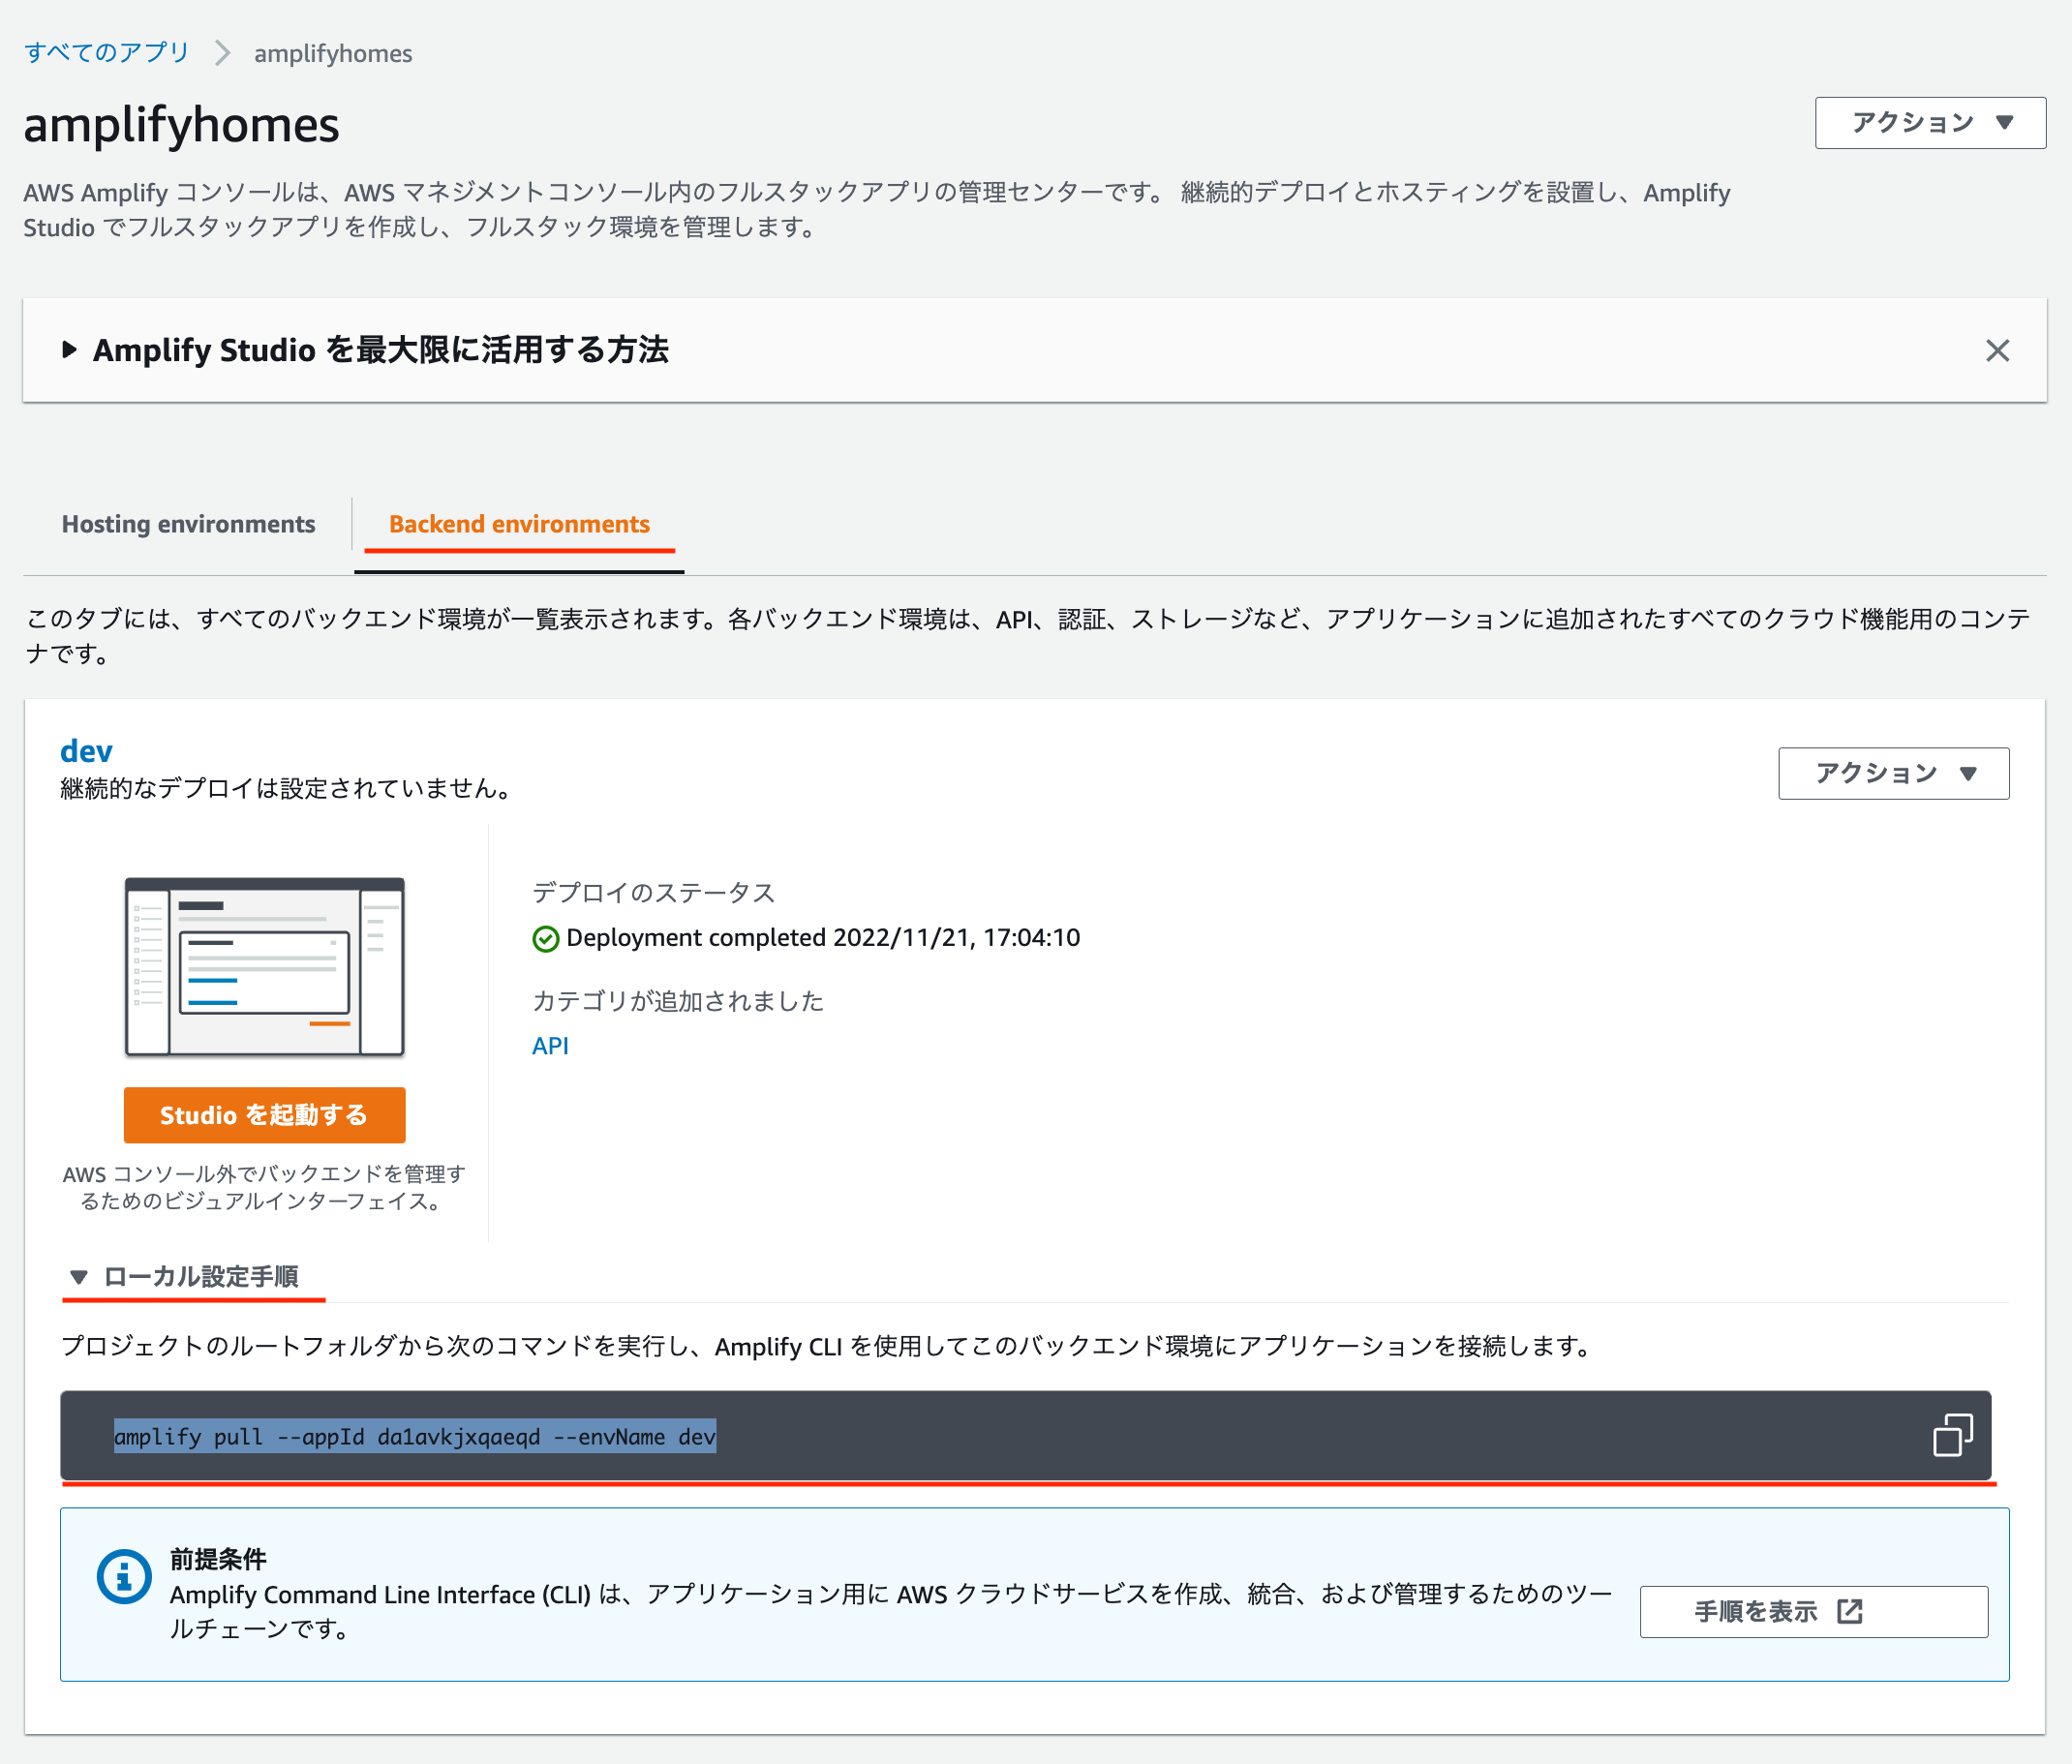 すべてのアプリ > amplifyhomes
amplifyhomes
アクション ▼
AWS Amplify コンソールは、AWS マネジメントコンソール内のフルスタックアプリの管理センターです。 継続的デプロイとホスティングを設置し、Amplify
Studio でフルスタックアプリを作成し、フルスタック環境を管理します。
Amplify Studio を最大限に活用する方法
Hosting environments
Backend environments
このタブには、すべてのバックエンド環境が一覧表示されます。各バックエンド環境は、API、認証、ストレージなど、アプリケーションに追加されたすべてのクラウド機能用のコンテ
ナです。
dev
継続的なデプロイは設定されていません。
アクション ▼
デプロイのステータス
Deployment completed 2022/11/21, 17:04:10
カテゴリが追加されました
API
Studio を起動する
AWS コンソール外でバックエンドを管理す
るためのビジュアルインターフェイス。
▼ ローカル設定手順
プロジェクトのルートフォルダから次のコマンドを実行し、Amplify CLI を使用してこのバックエンド環境にアプリケーションを接続します。
amplify pull --appId da1avkjxqaeqd --envName dev
前提条件
Amplify Command Line Interface (CLI) は、アプリケーション用に AWS クラウドサービスを作成、統合、および管理するためのツー
ルチェーンです。
手順を表示